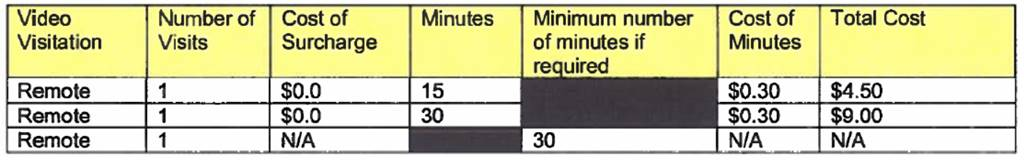 Video Visitation | Number of Visits | Cost of Surcharge | Minutes | Minimum number of minutes if required | Cost of Minutes | Total Cost
Remote | 1 | $0.0 | 15 | | $0.30 | $4.50
Remote | 1 | $0.0 | 30 | | $0.30 | $9.00
Remote | 1 | N/A | | 30 | N/A | N/A